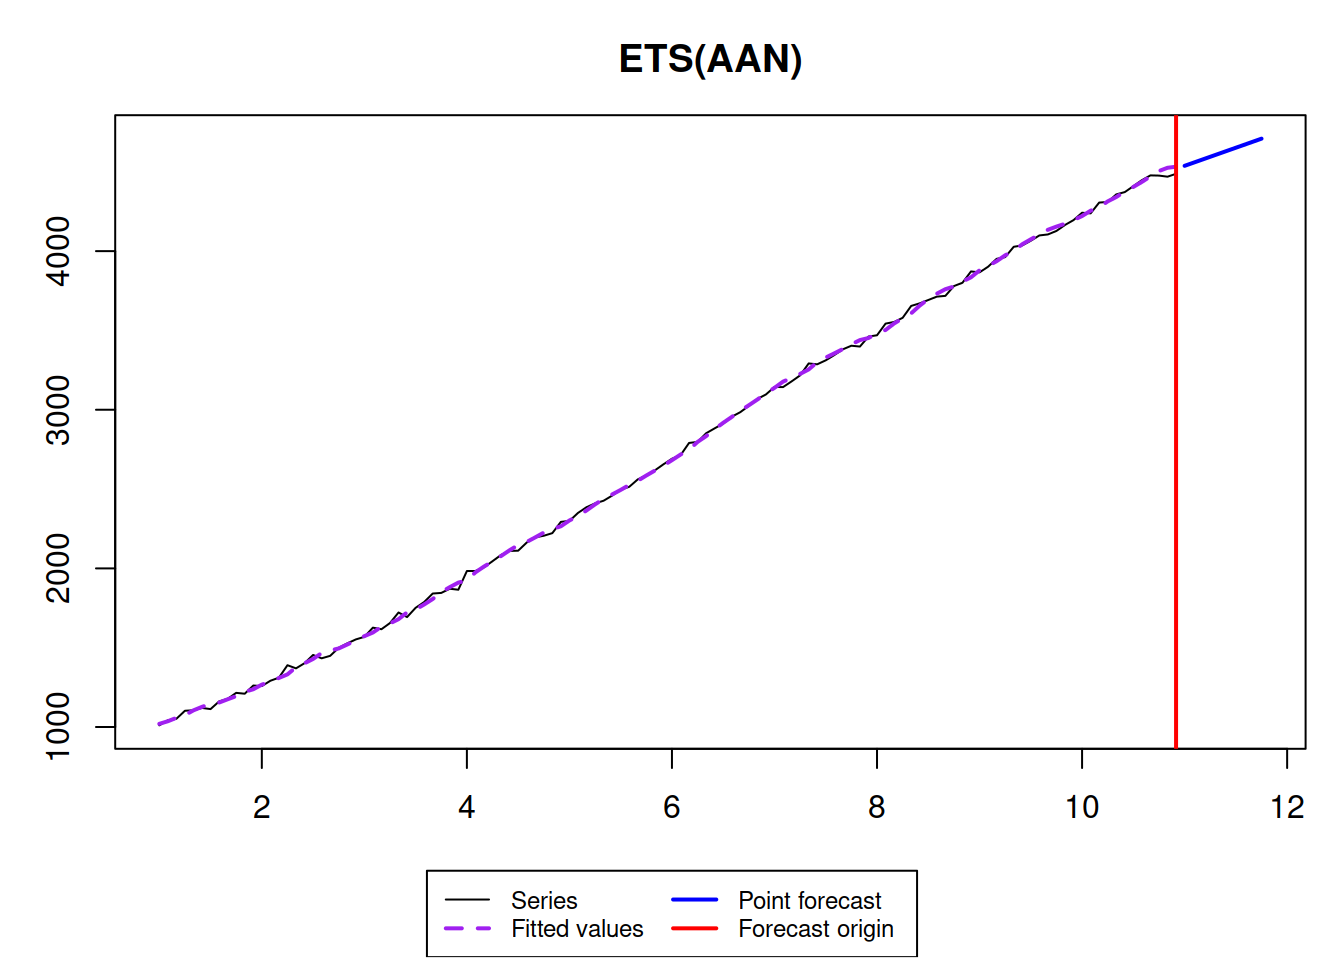 ETS(AAN)
4000
3000
2000
1000
2 4 6 8 10 12
Series Point forecast
Fitted values Forecast origin